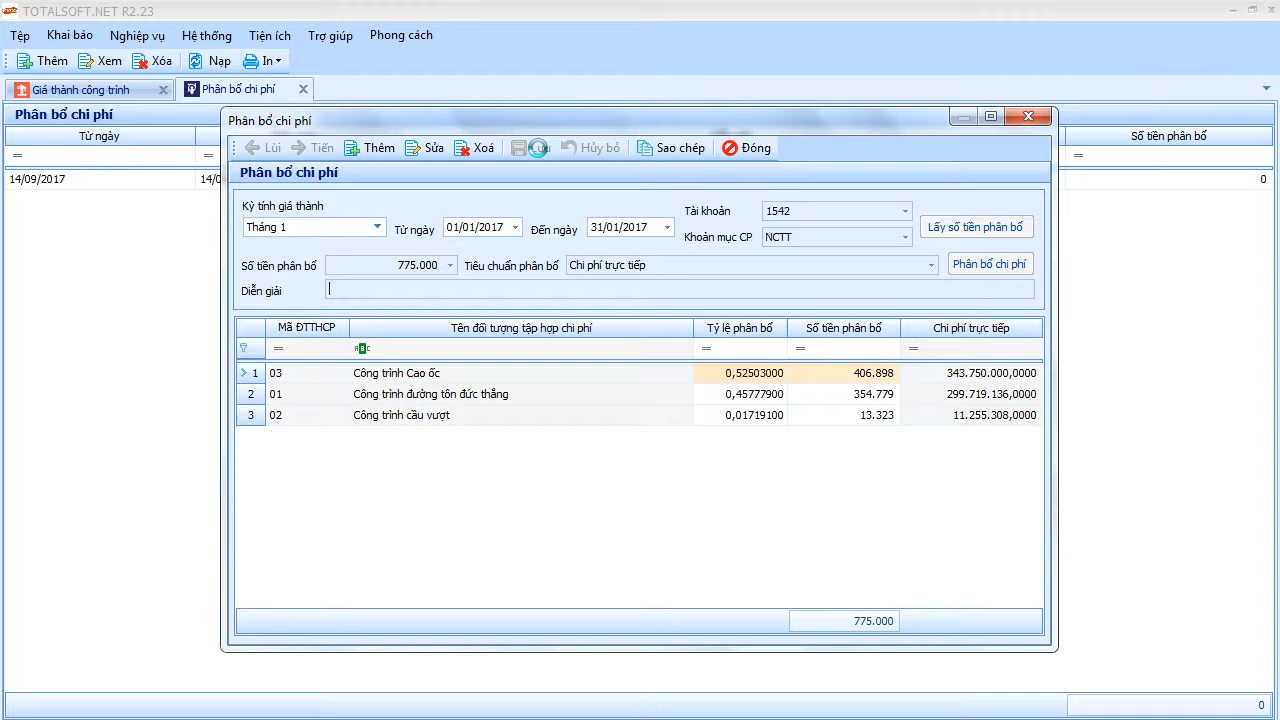 TOTALSOFT.NET R2.23
Tệp Khai báo Nghiệp vụ Hệ thống Tiện ích Trợ giúp Phong cách
Thêm Xem Xóa Nạp In
Giá thành công trình Phân bổ chi phí
Phân bổ chi phí
Từ ngày Số tiền phân bổ
= = =
14/09/2017 14/0 0
Phân bổ chi phí
Lùi Tiến Thêm Sửa Xoá Hủy bỏ Sao chép Đóng
Phân bổ chi phí
Kỳ tính giá thành
Tháng 1 Từ ngày 01/01/2017 Đến ngày 31/01/2017
Tài khoản 1542
Khoản mục CP NCTT
Lấy số tiền phân bổ
Số tiền phân bổ 775.000 Tiêu chuẩn phân bổ Chi phí trực tiếp Phân bổ chi phí
Diễn giải
Mã ĐTTHCP Tên đối tượng tập hợp chi phí Tỷ lệ phân bổ Số tiền phân bổ Chi phí trực tiếp
= ABC = = =
1 03 Công trình Cao ốc 0,52503000 406.898 343.750.000,0000
2 01 Công trình đường tôn đức thắng 0,45777900 354.779 299.719.136,0000
3 02 Công trình cầu vượt 0,01719100 13.323 11.255.308,0000
775.000
0